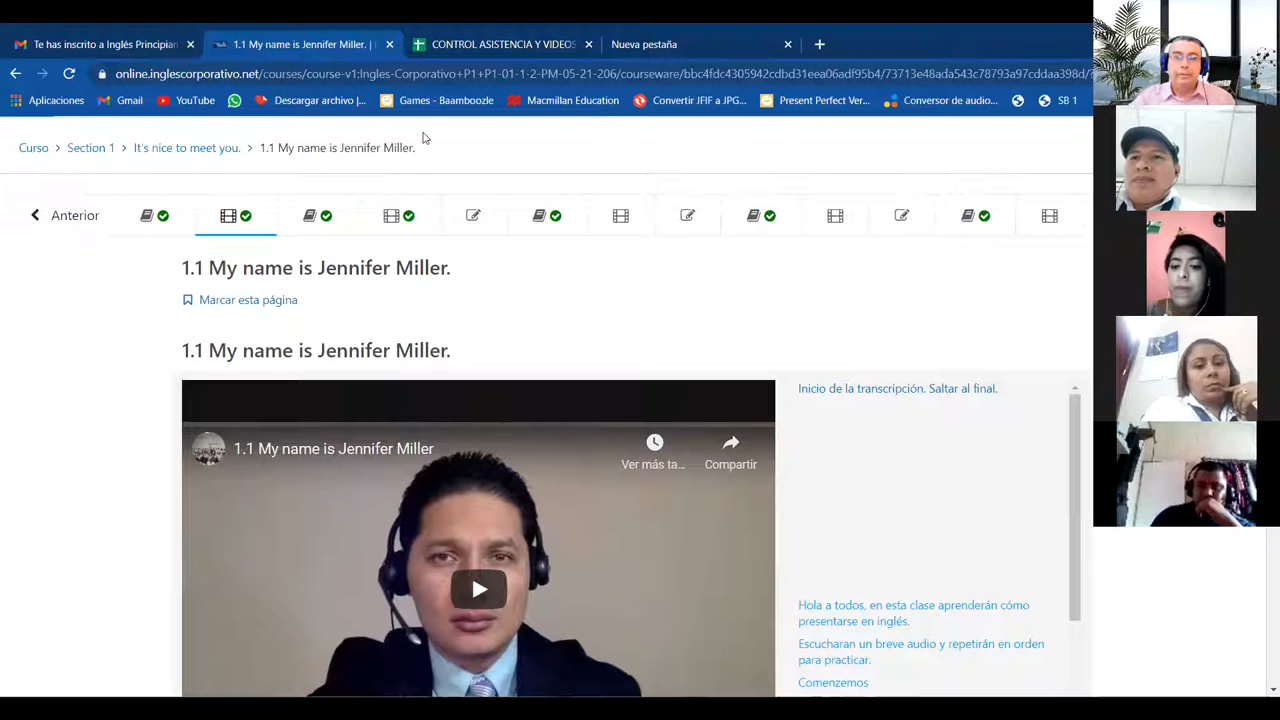 Te has inscrito a Inglés Principian
1.1 My name is Jennifer Miller. |
CONTROL ASISTENCIA Y VIDEOS
Nueva pestaña
online.inglescorporativo.net/courses/course-v1:Ingles-Corporativo+P1+P1-01-1-2-PM-05-21-206/courseware/bbc4fdc4305942cdbd31eea06adf95b4/73713e48ada543c78793a97cddaa398d/
Aplicaciones
Gmail
YouTube
Descargar archivo |...
Games - Baamboozle
Macmillan Education
Convertir JFIF a JPG...
Present Perfect Ver...
Conversor de audio...
SB 1
Curso > Section 1 > It's nice to meet you. > 1.1 My name is Jennifer Miller.
Anterior
1.1 My name is Jennifer Miller.
Marcar esta página
1.1 My name is Jennifer Miller.
1.1 My name is Jennifer Miller
Ver más ta...
Compartir
Inicio de la transcripción. Saltar al final.
Hola a todos, en esta clase aprenderán cómo
presentarse en inglés.
Escucharan un breve audio y repetirán en orden
para practicar.
Comenzemos